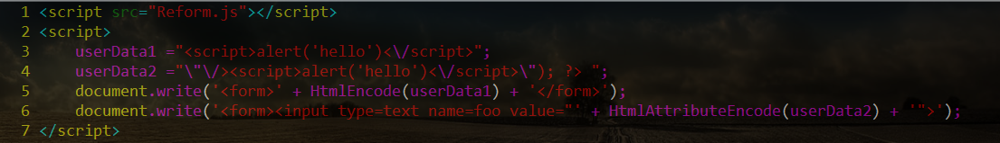 1 <script src="Reform.js"></script>
2 <script>
3     userData1 ="<script>alert('hello')<\/script>";
4     userData2 ="\"\/><script>alert('hello')<\/script>\"); ?> ";
5     document.write('<form>' + HtmlEncode(userData1) + '</form>');
6     document.write('<form><input type=text name=foo value="' + HtmlAttributeEncode(userData2) + '">');
7 </script>